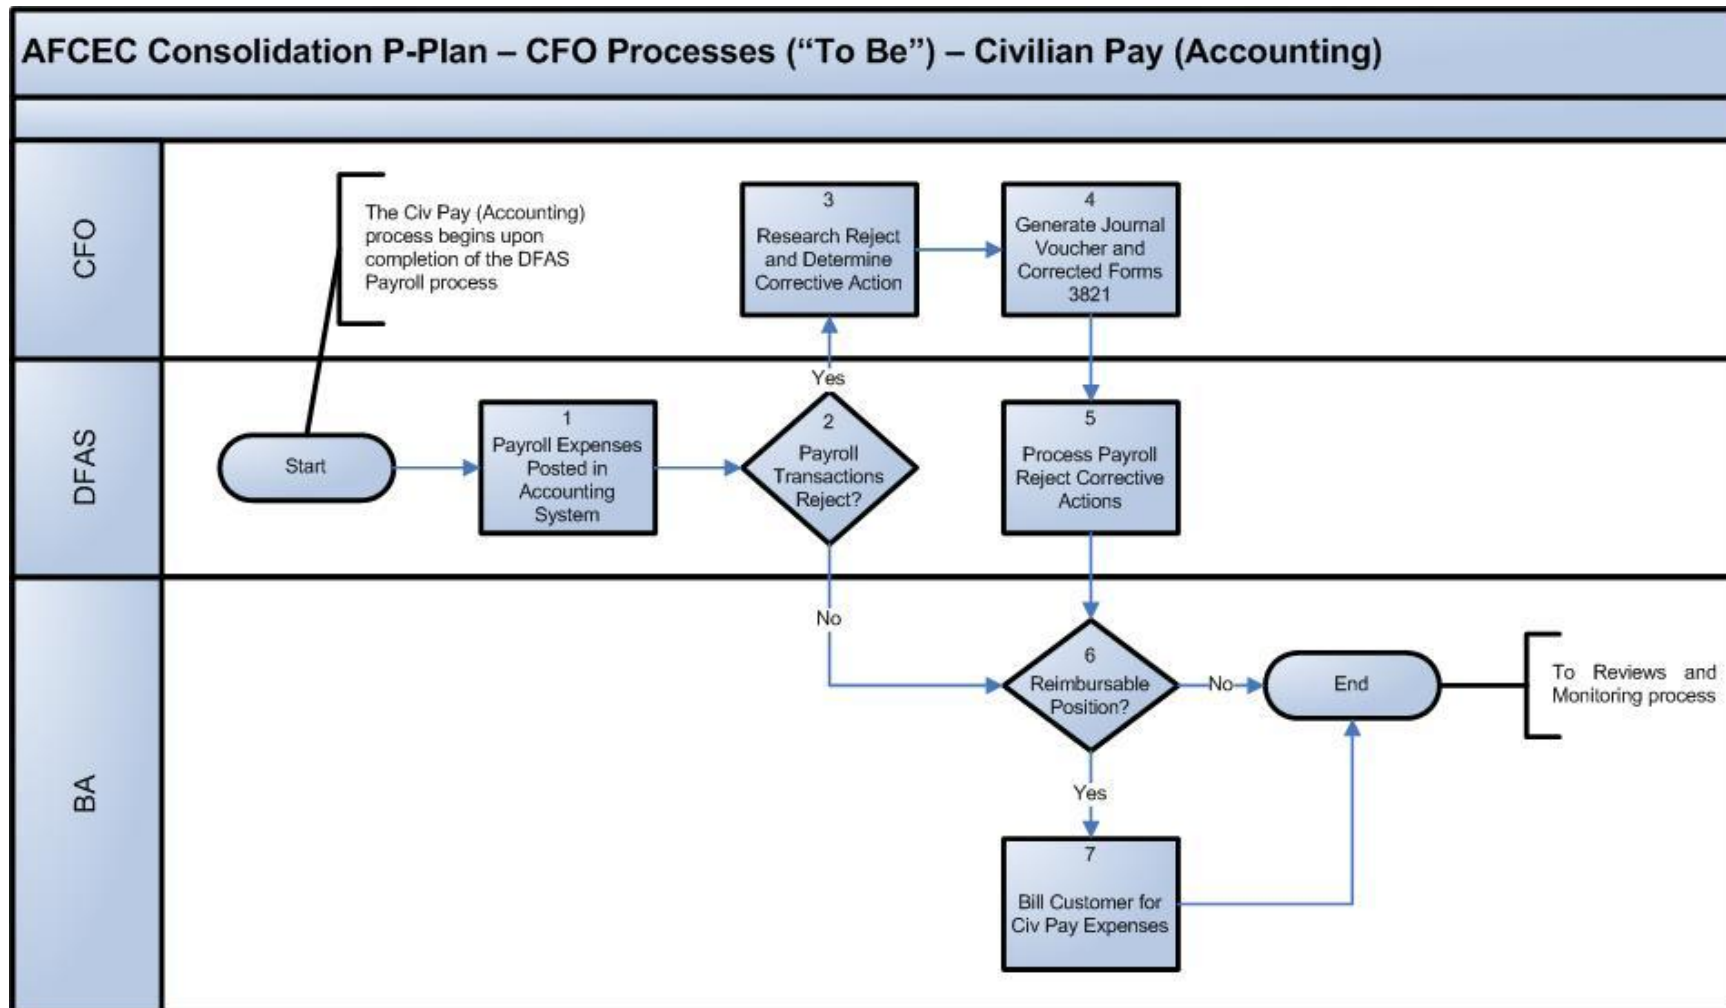 AFCEC Consolidation P-Plan – CFO Processes (“To Be”) – Civilian Pay (Accounting)
CFO
The Civ Pay (Accounting)
process begins upon
completion of the DFAS
Payroll process
3
Research Reject
and Determine
Corrective Action
4
Generate Journal
Voucher and
Corrected Forms
3821
DFAS
Start
1
Payroll Expenses
Posted in
Accounting
System
Yes
2
Payroll
Transactions
Reject?
5
Process Payroll
Reject Corrective
Actions
BA
No
6
Reimbursable
Position?
No
End
To Reviews and
Monitoring process
Yes
7
Bill Customer for
Civ Pay Expenses